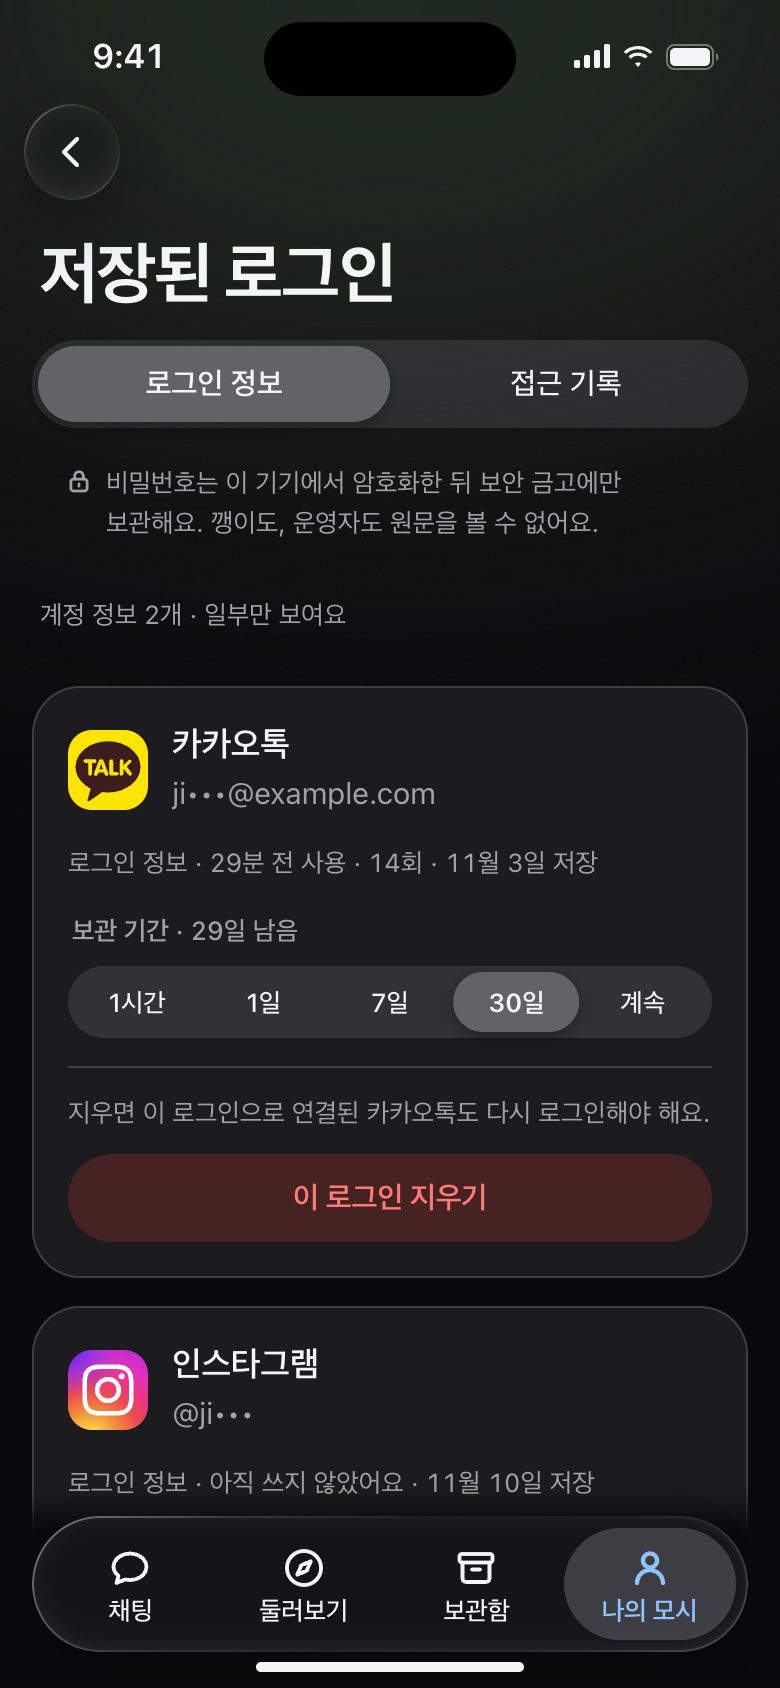 9:41
저장된 로그인
로그인 정보
접근 기록
비밀번호는 이 기기에서 암호화한 뒤 보안 금고에만
보관해요. 깽이도, 운영자도 원문을 볼 수 없어요.
계정 정보 2개 · 일부만 보여요
TALK
카카오톡
ji•••@example.com
로그인 정보 · 29분 전 사용 · 14회 · 11월 3일 저장
보관 기간 · 29일 남음
1시간
1일
7일
30일
계속
지우면 이 로그인으로 연결된 카카오톡도 다시 로그인해야 해요.
이 로그인 지우기
인스타그램
@ji•••
로그인 정보 · 아직 쓰지 않았어요 · 11월 10일 저장
채팅
둘러보기
보관함
나의 모시